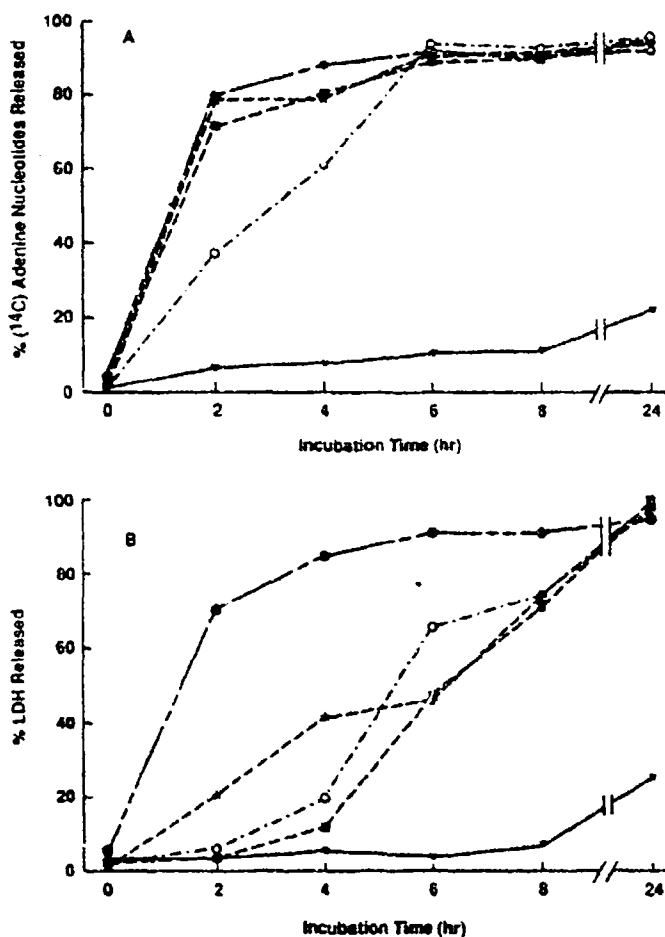 A
% (14C) Adenine Nucleotides Released
100
80
60
40
20
0
0 2 4 6 8 24
Incubation Time (hr)
B
% LDH Released
100
80
60
40
20
0
0 2 4 6 8 24
Incubation Time (hr)